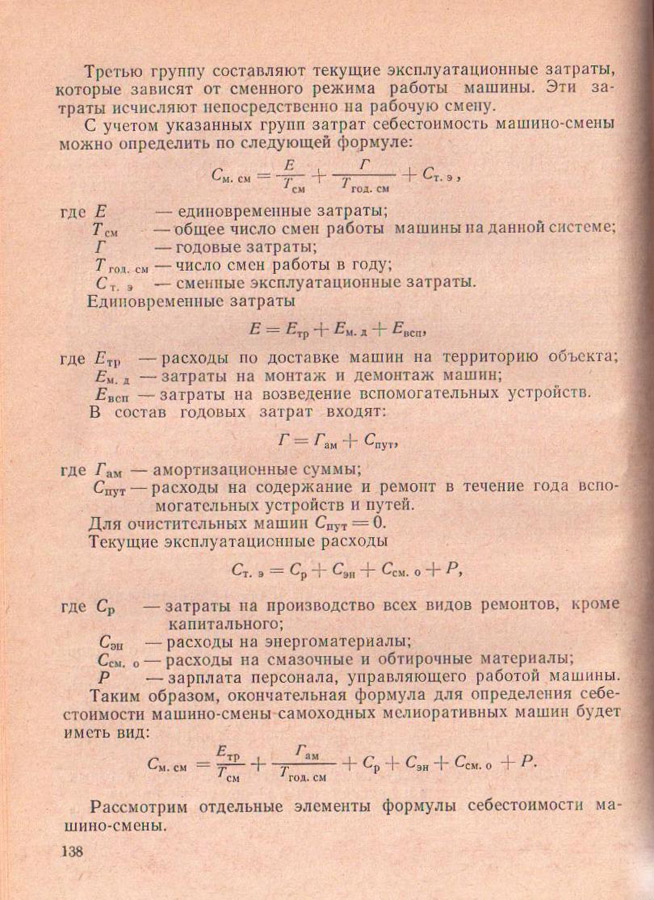 Третью группу составляют текущие эксплуатационные затраты,
которые зависят от сменного режима работы машины. Эти за-
траты исчисляют непосредственно на рабочую смену.
С учетом указанных групп затрат себестоимость машино-смены
можно определить по следующей формуле:
Cм. см = E/Tсм + Г/Tгод. см + Cт. э ,
где E — единовременные затраты;
Tсм — общее число смен работы машины на данной системе;
Г — годовые затраты;
Tгод. см — число смен работы в году;
Cт. э — сменные эксплуатационные затраты.
Единовременные затраты
E = Eтр + Eм. д + Eвсп,
где Eтр — расходы по доставке машин на территорию объекта;
Eм. д — затраты на монтаж и демонтаж машин;
Eвсп — затраты на возведение вспомогательных устройств.
В состав годовых затрат входят:
Г = Гам + Cпут,
где Гам — амортизационные суммы;
Cпут — расходы на содержание и ремонт в течение года вспо-
могательных устройств и путей.
Для очистительных машин Cпут = 0.
Текущие эксплуатационные расходы
Cт. э = Cр + Cэн + Cсм. о + P,
где Cр — затраты на производство всех видов ремонтов, кроме
капитального;
Cэн — расходы на энергоматериалы;
Cсм. о — расходы на смазочные и обтирочные материалы;
P — зарплата персонала, управляющего работой машины.
Таким образом, окончательная формула для определения себе-
стоимости машино-смены самоходных мелиоративных машин будет
иметь вид:
Cм. см = Eтр/Tсм + Гам/Tгод. см + Cр + Cэн + Cсм. о + P.
Рассмотрим отдельные элементы формулы себестоимости ма-
шино-смены.
138